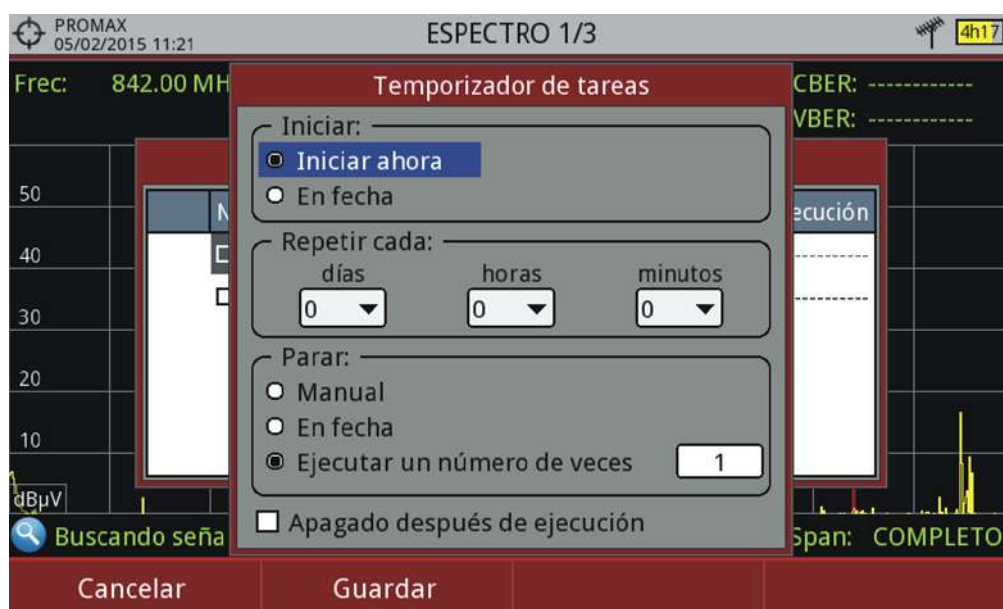 PROMAX
05/02/2015 11:21
ESPECTRO 1/3
4h17
Frec: 842.00 MH
CBER: ------------
VBER: ------------
Temporizador de tareas
Iniciar:
Iniciar ahora
En fecha
Repetir cada:
días horas minutos
0 0 0
Parar:
Manual
En fecha
Ejecutar un número de veces 1
Apagado después de ejecución
N
ecución
50
40
30
20
10
dBµV
Buscando seña
Span: COMPLETO
Cancelar Guardar